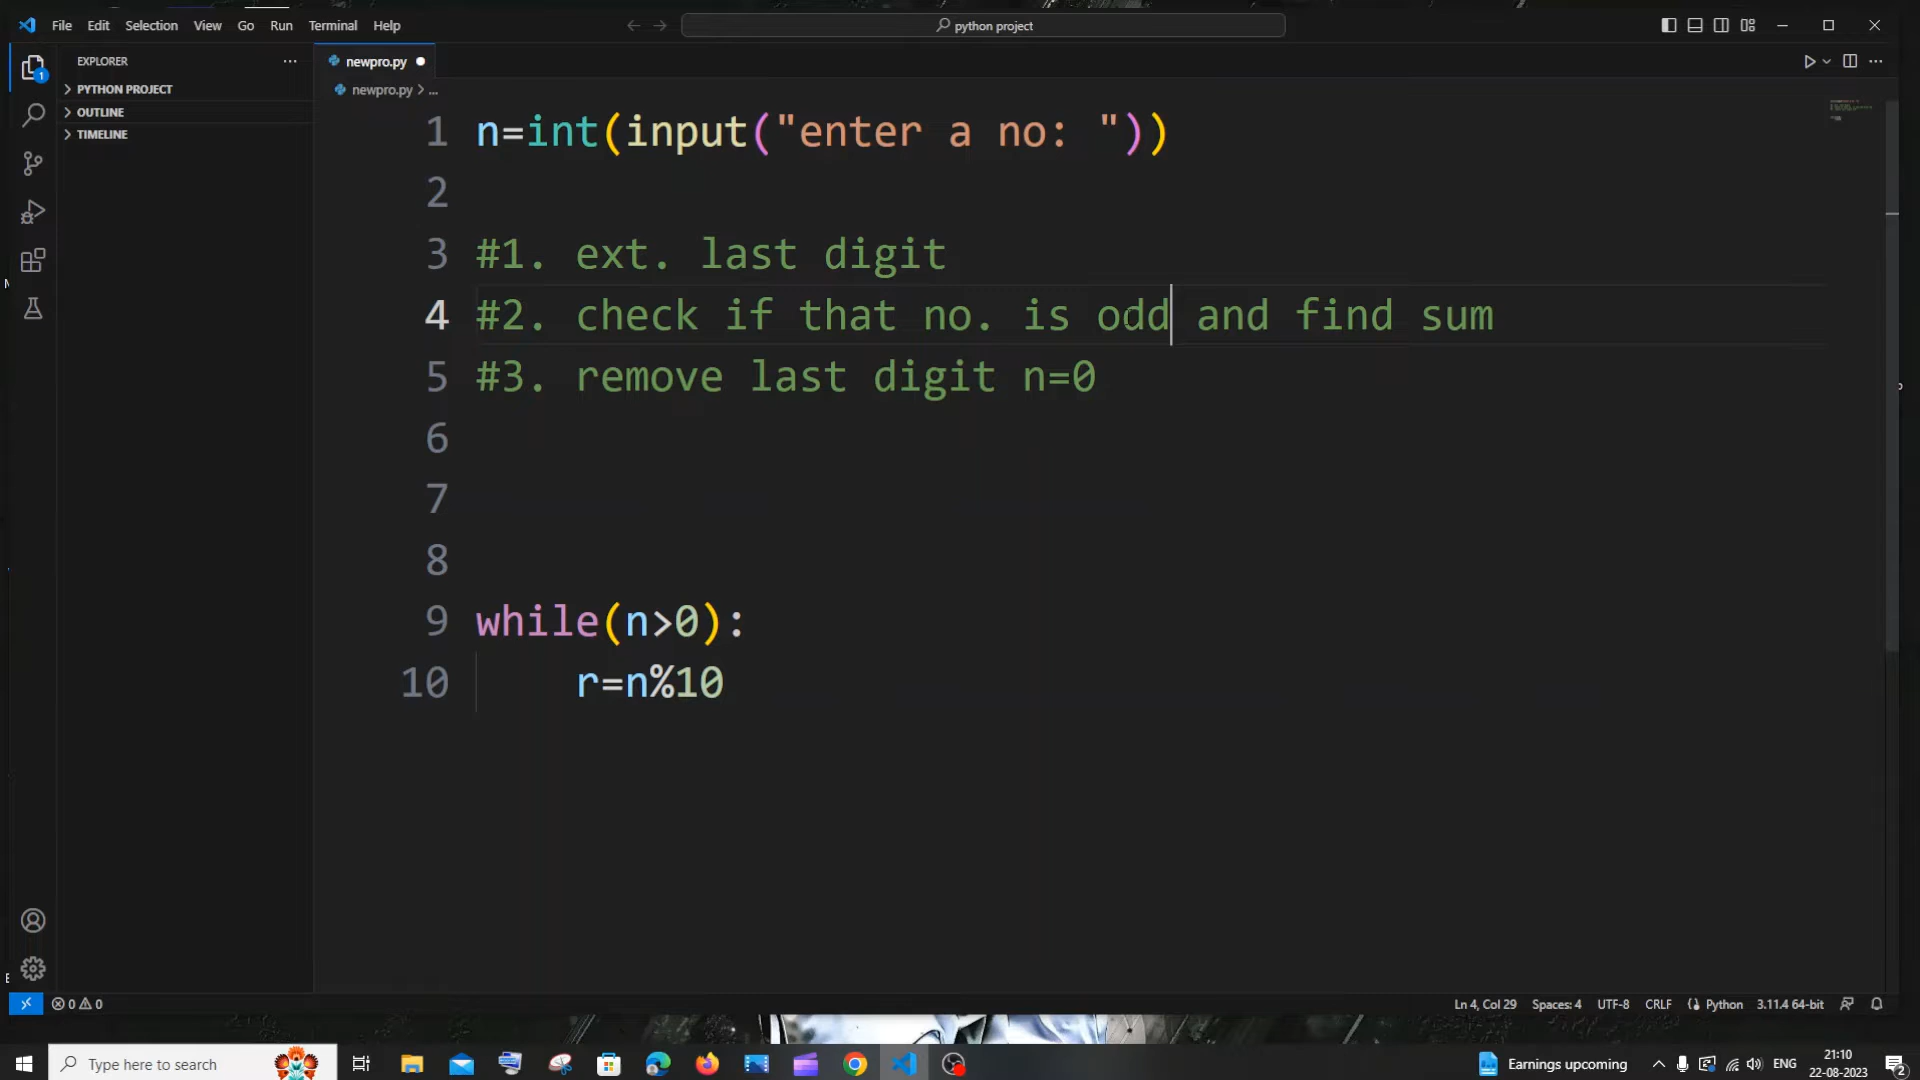 File Edit Selection View Go Run Terminal Help
python project
EXPLORER
newpro.py
1
PYTHON PROJECT
newpro.py > ...
OUTLINE
TIMELINE
1 n=int(input("enter a no: "))
2
3 #1. ext. last digit
4 #2. check if that no. is odd and find sum
5 #3. remove last digit n=0
6
7
8
9 while(n>0):
10 r=n%10
0 0
Ln 4, Col 29 Spaces: 4 UTF-8 CRLF Python 3.11.4 64-bit
Type here to search
Earnings upcoming
ENG
21:10
22-08-2023
2